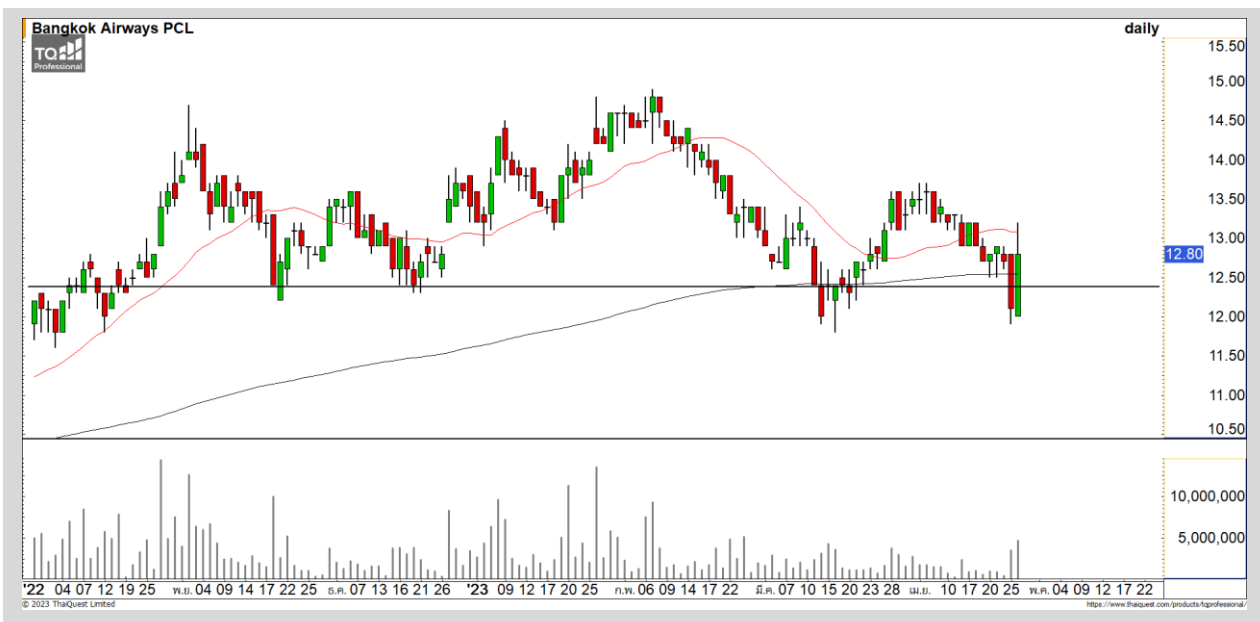 Bangkok Airways PCL daily
TQ
Professional
15.50
15.00
14.50
14.00
13.50
13.00
12.80
12.50
12.00
11.50
11.00
10.50
10,000,000
5,000,000
'22 04 07 12 19 25 พ.ย. 04 09 14 17 22 25 ธ.ค. 07 13 16 21 26 '23 09 12 17 20 25 ก.พ. 06 09 14 17 22 มี.ค. 07 10 15 20 23 28 เม.ย. 10 17 20 25 พ.ค. 04 09 12 17 22
© 2023 ThaiQuest Limited https://www.thaiquest.com/products/tqprofessional/